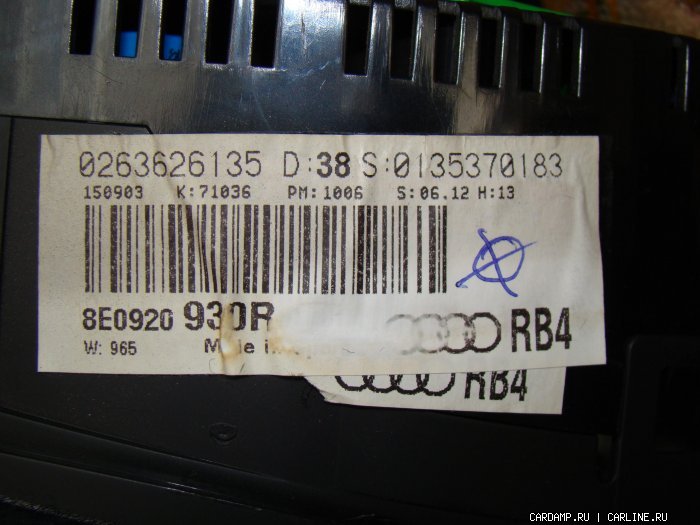 0263626135 D:38 S:0135370183
150903 K:71036 PM:1006 S:06.12 H:13
8E0920 930R RB4
W: 965
RB4
CARDAMP.RU | CARLINE.RU